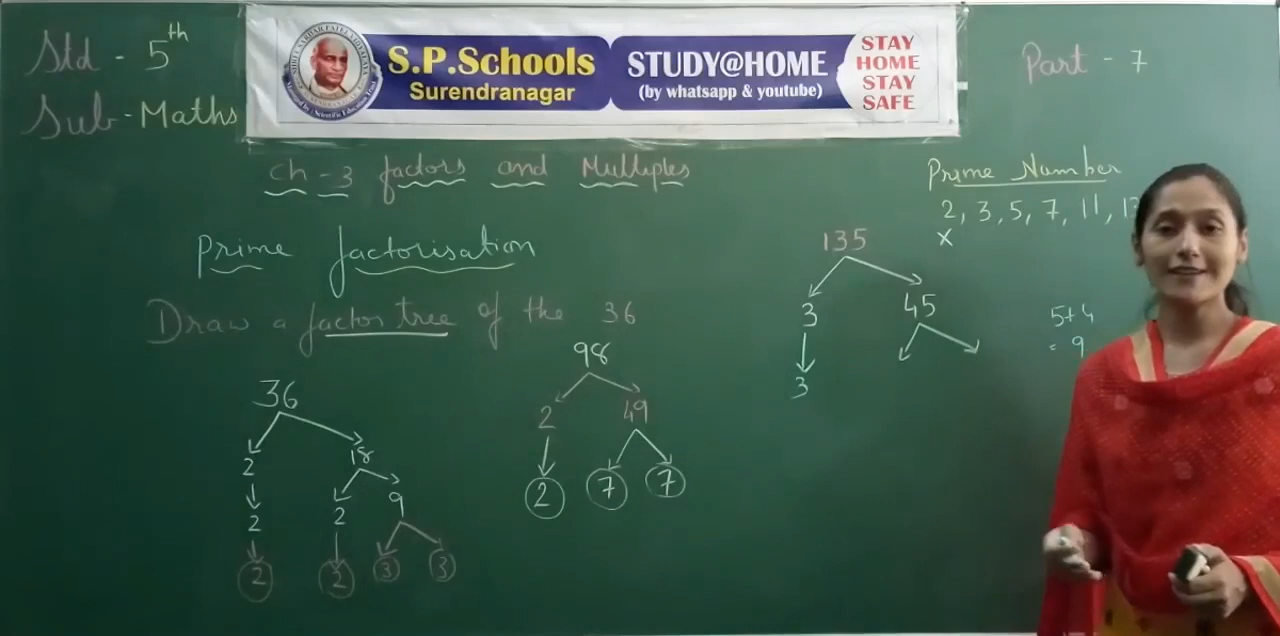 Std - 5th
Sub - Maths
S.P.Schools
Surendranagar
STUDY@HOME
(by whatsapp & youtube)
STAY
HOME
STAY
SAFE
Part - 7
Ch - 3 factors and Multiples
Prime factorisation
Draw a factor tree of the 36
36
2 18
2 2 9
2 2 3 3
98
2 49
2 7 7
135
3 45
3
Prime Number
2, 3, 5, 7, 11,
x
5+4
= 9